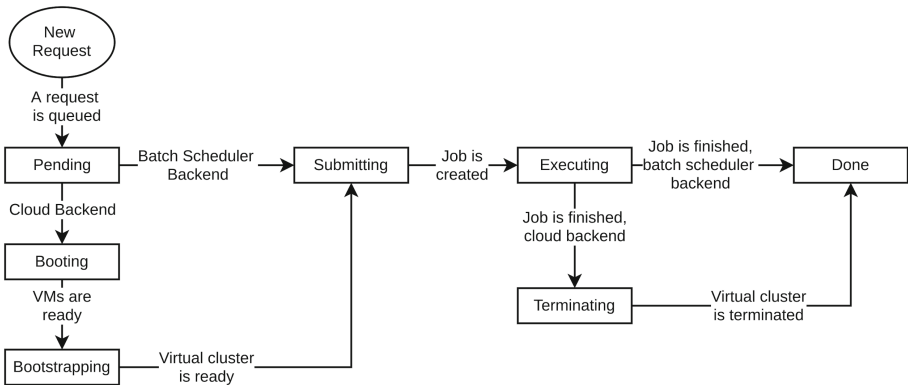 New
Request
A request
is queued
Pending
Batch Scheduler
Backend
Submitting
Job is
created
Executing
Job is finished,
batch scheduler
backend
Done
Cloud Backend
Job is finished,
cloud backend
Booting
VMs are
ready
Terminating
Virtual cluster
is terminated
Bootstrapping
Virtual cluster
is ready